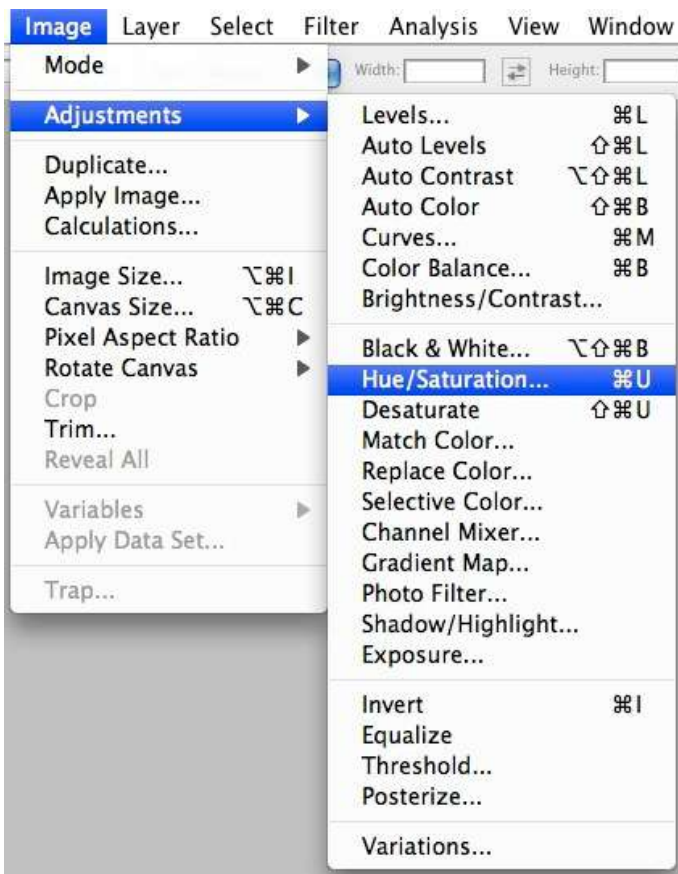 Image Layer Select Filter Analysis View Window
Width: Height:
Mode
Adjustments
Duplicate...
Apply Image...
Calculations...
Image Size... ⌥⌘I
Canvas Size... ⌥⌘C
Pixel Aspect Ratio
Rotate Canvas
Crop
Trim...
Reveal All
Variables
Apply Data Set...
Trap...
Levels... ⌘L
Auto Levels ⇧⌘L
Auto Contrast ⌥⇧⌘L
Auto Color ⇧⌘B
Curves... ⌘M
Color Balance... ⌘B
Brightness/Contrast...
Black & White... ⌥⇧⌘B
Hue/Saturation... ⌘U
Desaturate ⇧⌘U
Match Color...
Replace Color...
Selective Color...
Channel Mixer...
Gradient Map...
Photo Filter...
Shadow/Highlight...
Exposure...
Invert ⌘I
Equalize
Threshold...
Posterize...
Variations...